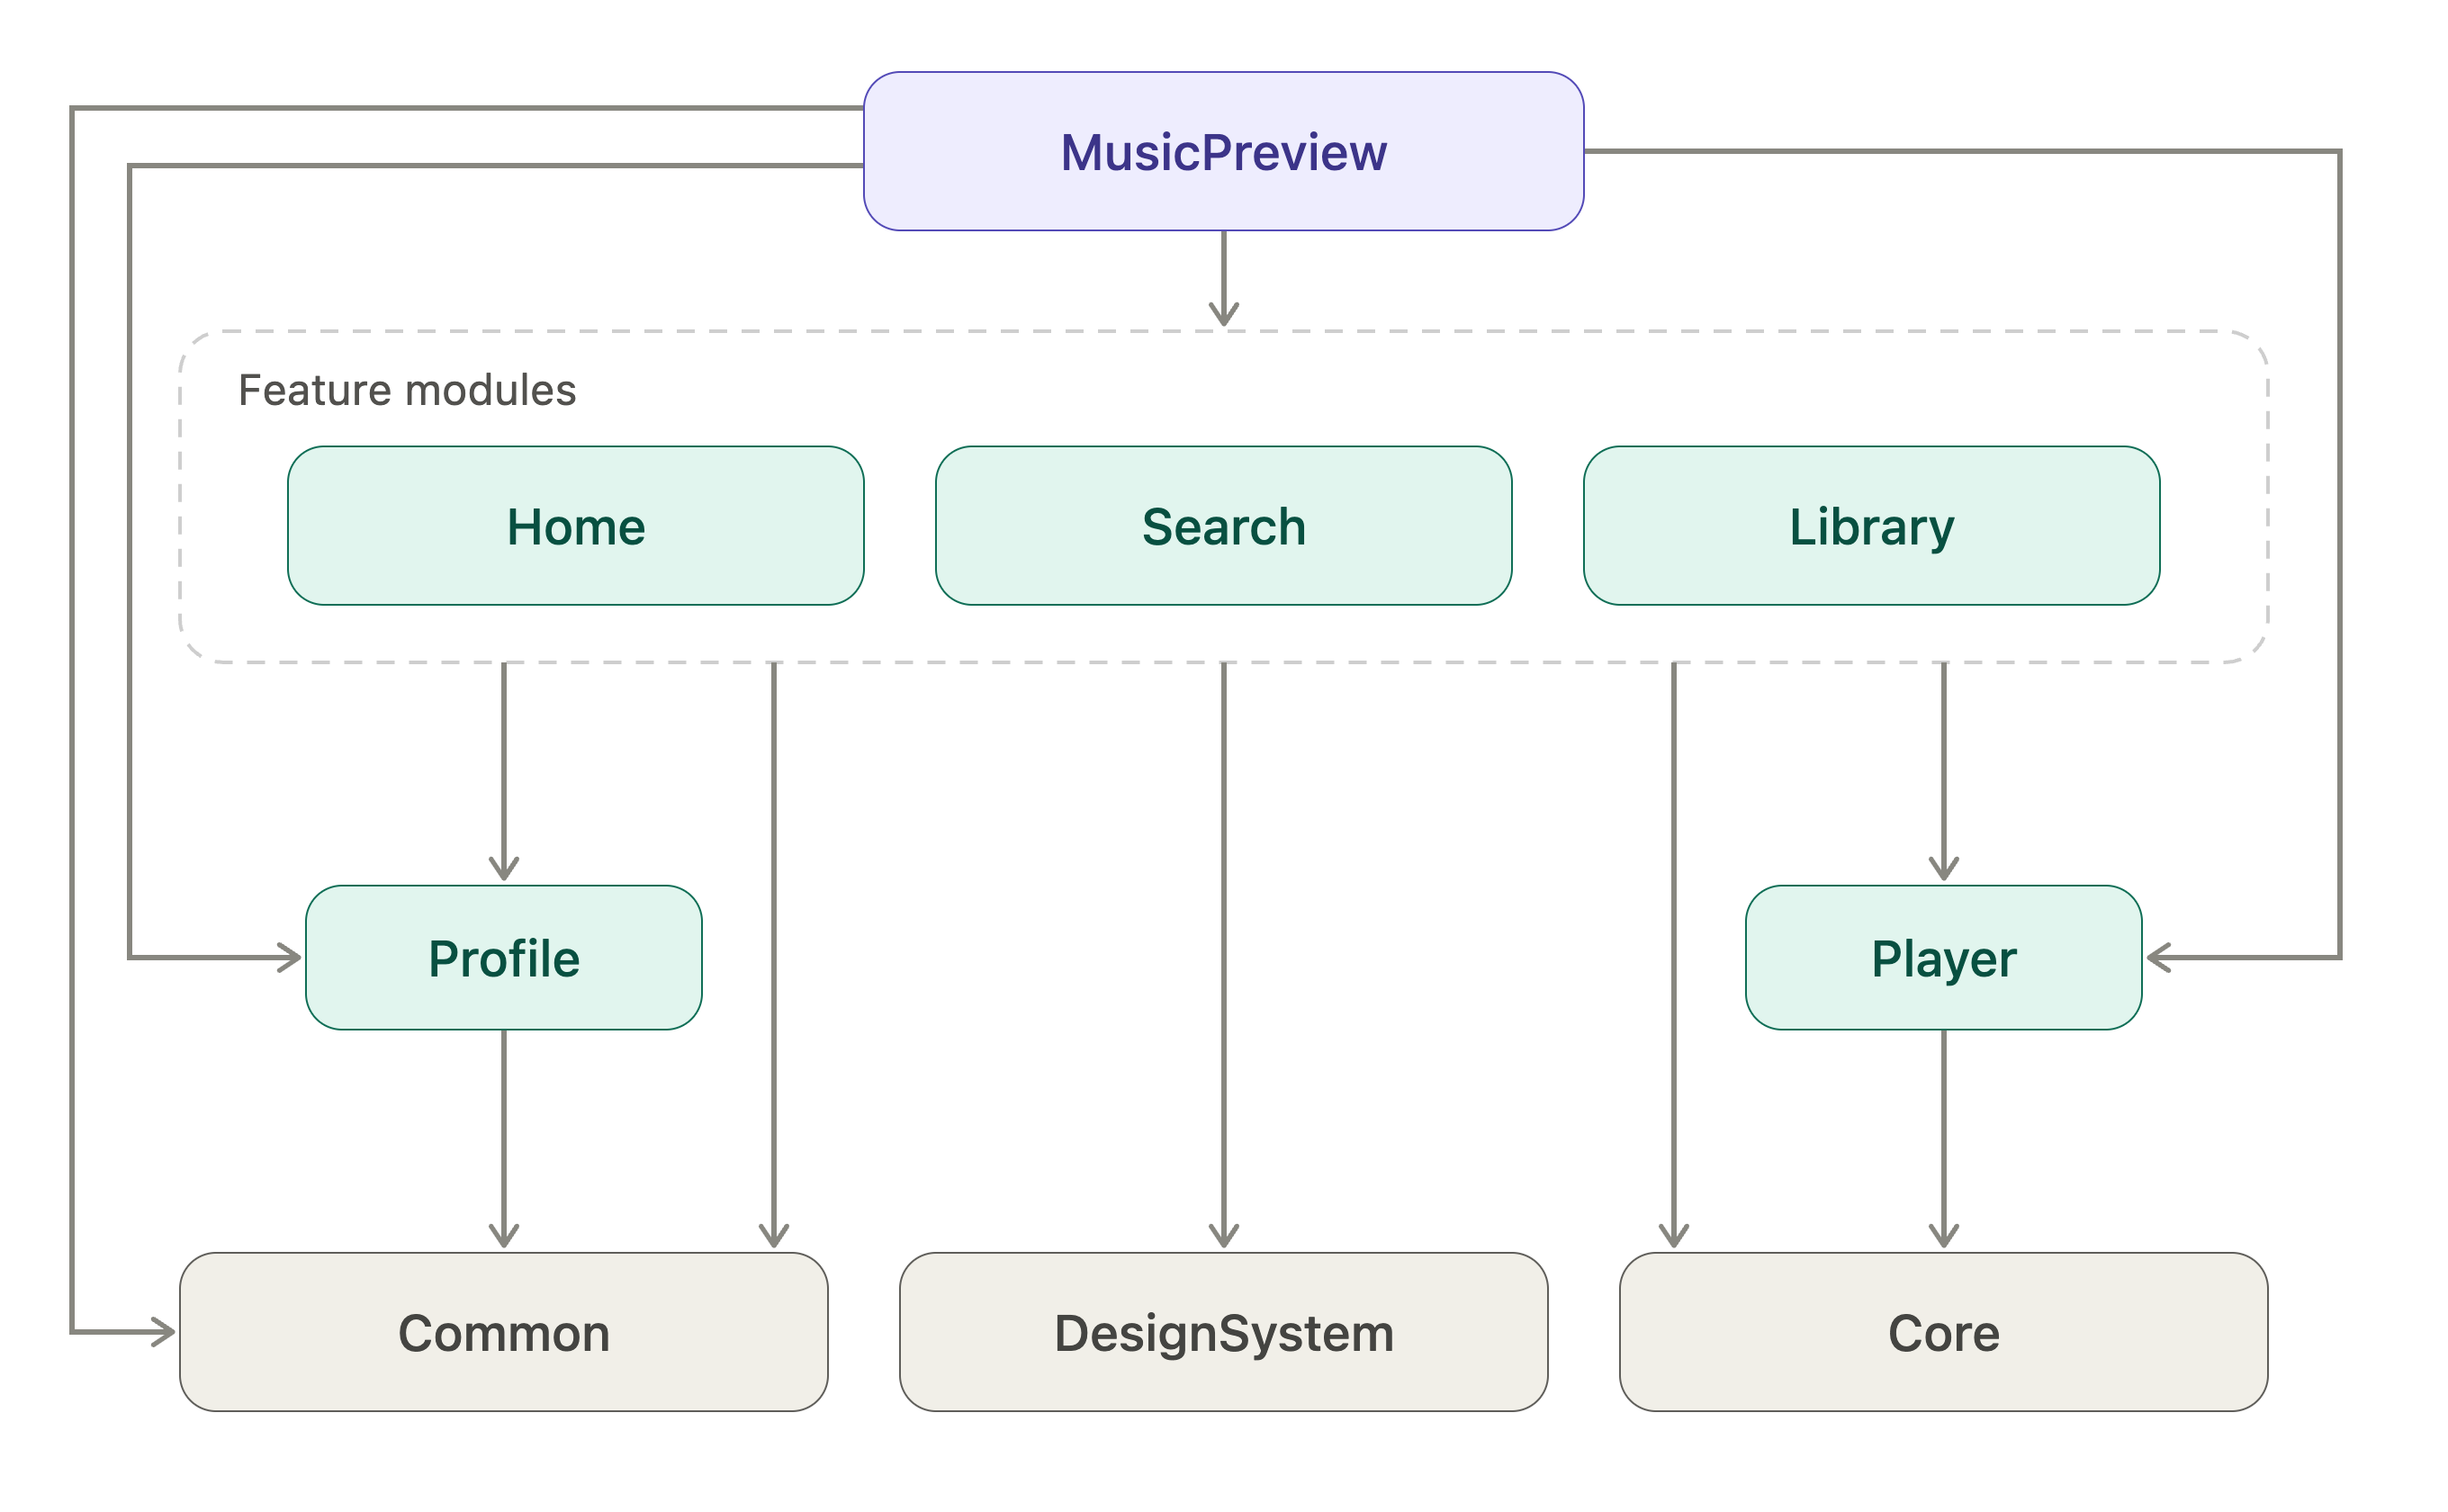 MusicPreview
Feature modules
Home
Search
Library
Profile
Player
Common
DesignSystem
Core